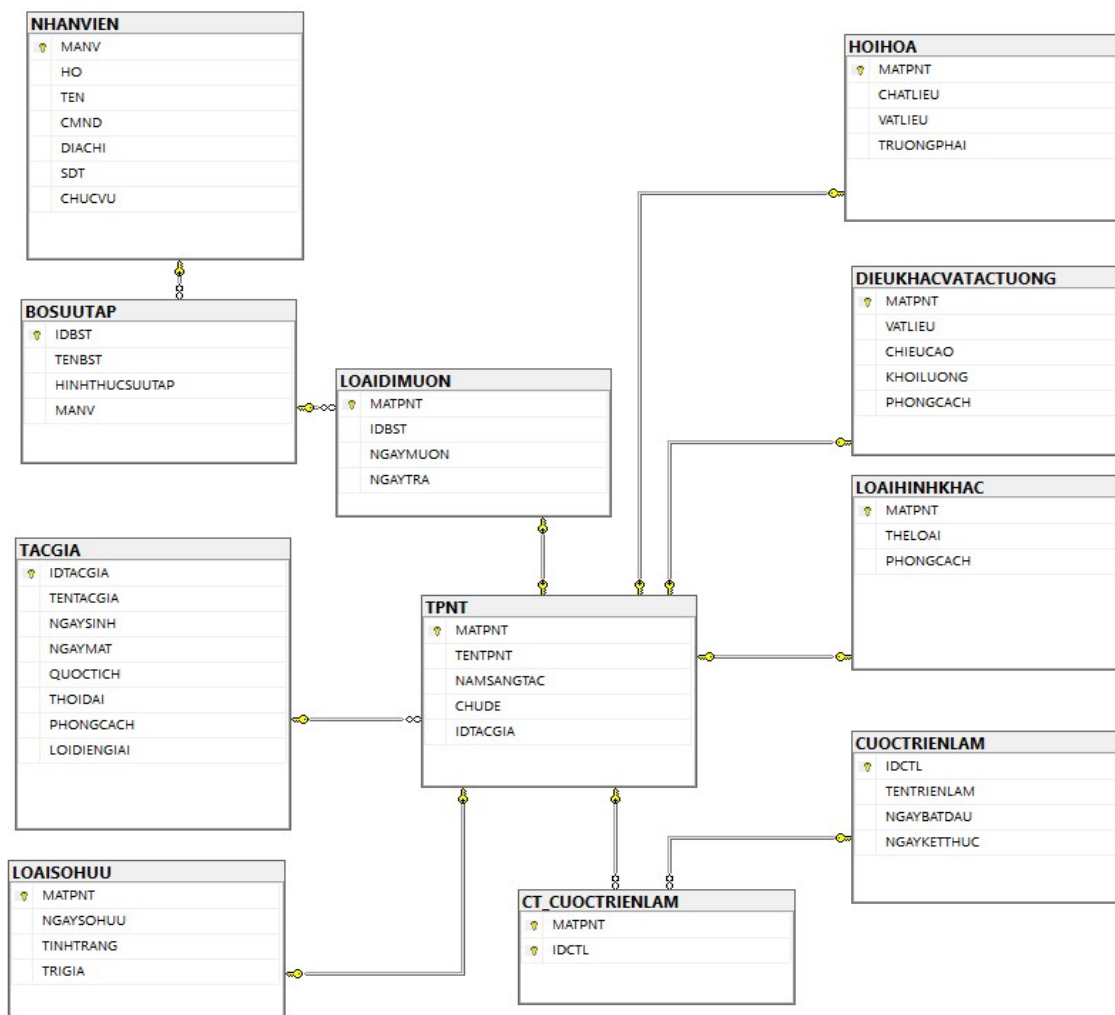 NHANVIEN
MANV
HO
TEN
CMND
DIACHI
SDT
CHUCVU
BOSUUTAP
IDBST
TENBST
HINHTHUCSUUTAP
MANV
LOAIDIMUON
MATPNT
IDBST
NGAYMUON
NGAYTRA
TACGIA
IDTACGIA
TENTACGIA
NGAYSINH
NGAYMAT
QUOCTICH
THOIDAI
PHONGCACH
LOIDIENGIAI
TPNT
MATPNT
TENTPNT
NAMSANGTAC
CHUDE
IDTACGIA
LOAISOHUU
MATPNT
NGAYSOHUU
TINHTRANG
TRIGIA
CT_CUOCTRIENLAM
MATPNT
IDCTL
HOIHOA
MATPNT
CHATLIEU
VATLIEU
TRUONGPHAI
DIEUKHACVATACTUONG
MATPNT
VATLIEU
CHIEUCAO
KHOILUONG
PHONGCACH
LOAIHINHKHAC
MATPNT
THELOAI
PHONGCACH
CUOCTRIENLAM
IDCTL
TENTRIENLAM
NGAYBATDAU
NGAYKETTHUC